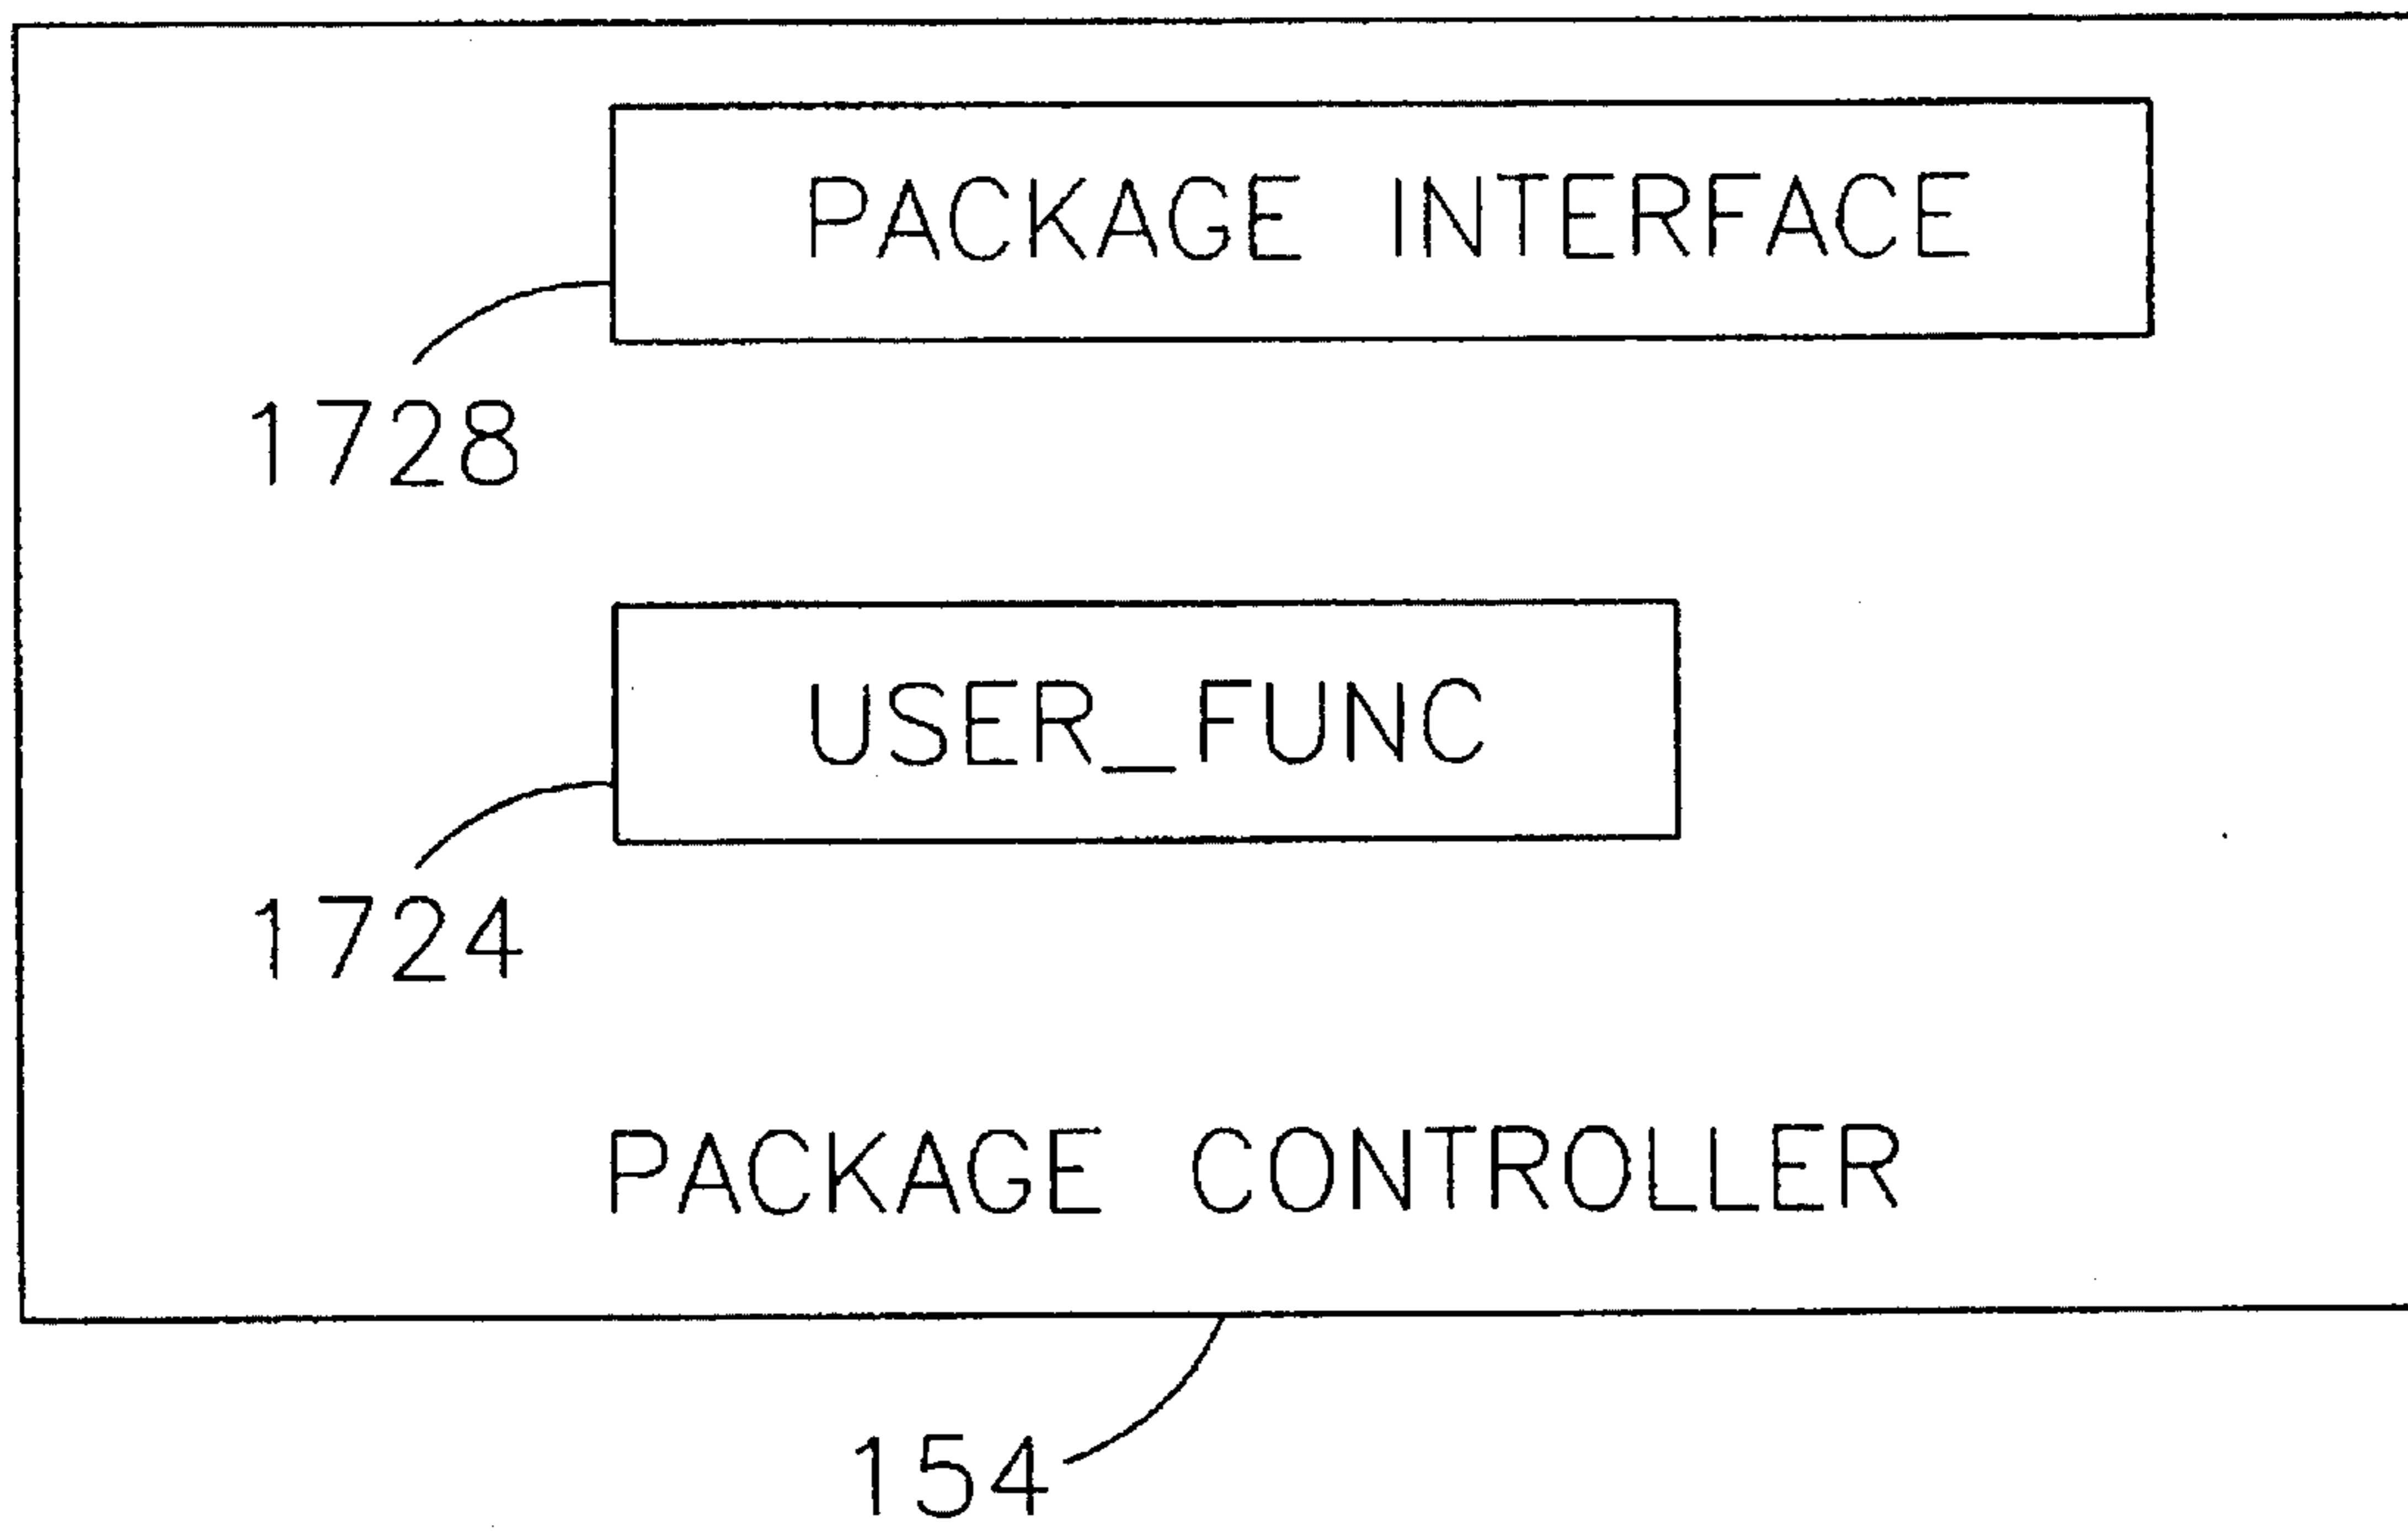 PACKAGE INTERFACE
1728
USER_FUNC
1724
PACKAGE CONTROLLER
154